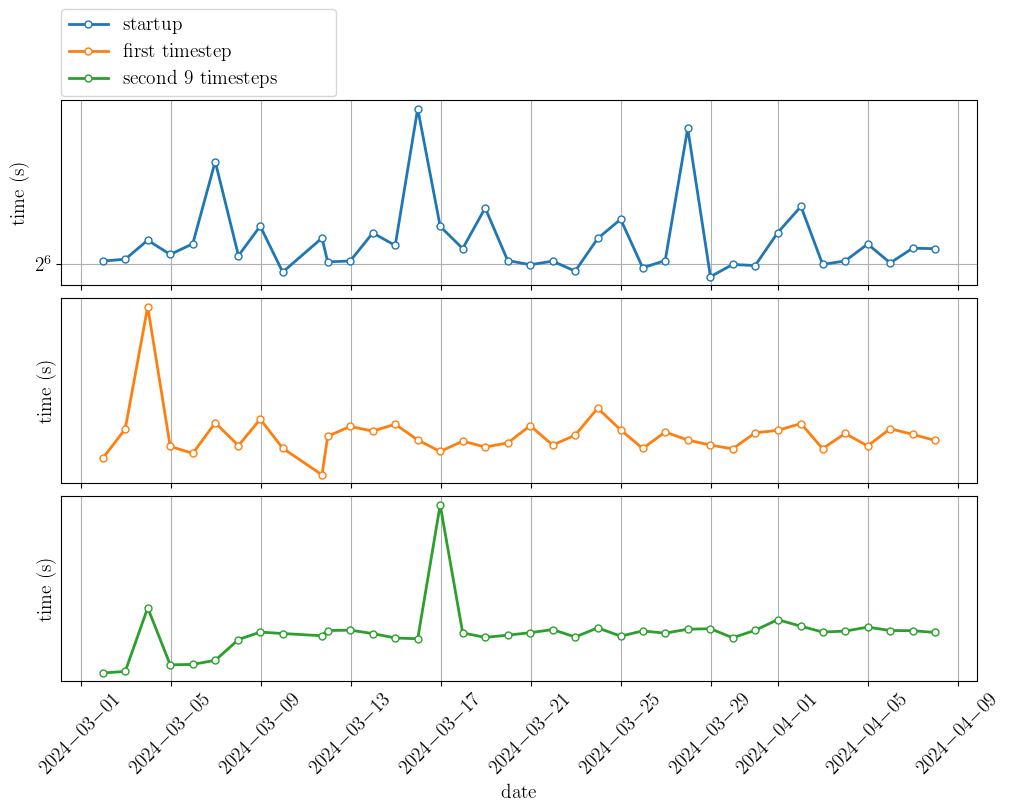 startup
first timestep
second 9 timesteps
time (s)
2^6
time (s)
time (s)
2024−03−01
2024−03−05
2024−03−09
2024−03−13
2024−03−17
2024−03−21
2024−03−25
2024−03−29
2024−04−01
2024−04−05
2024−04−09
date